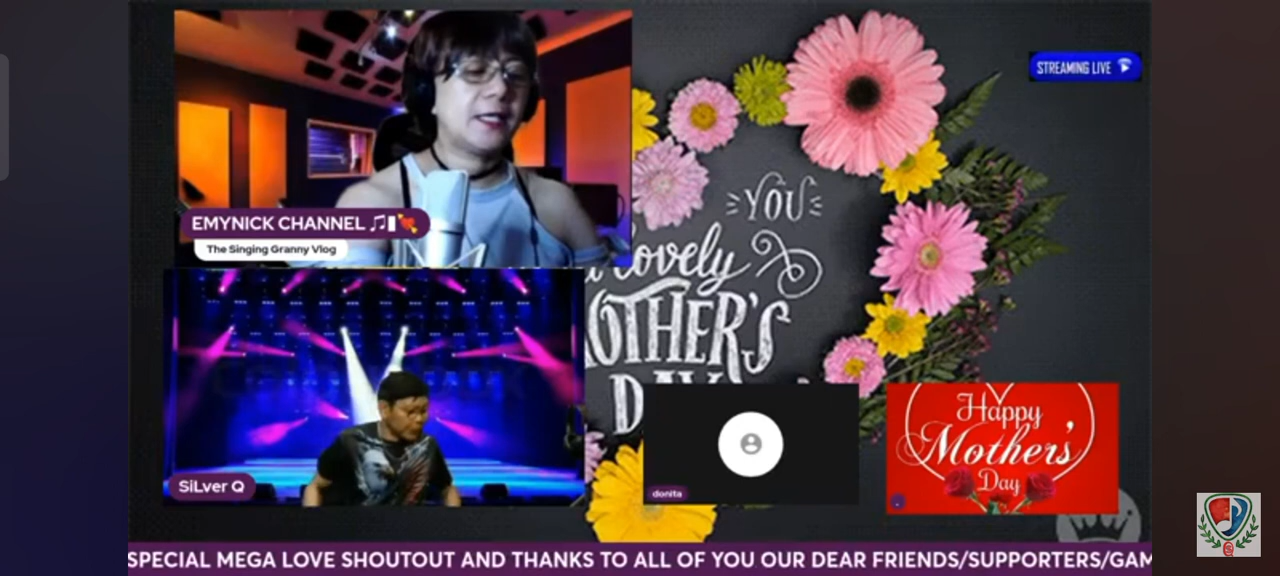 STREAMING LIVE
EMYNICK CHANNEL 🎵▮💘
The Singing Granny Vlog
YOU
Lovely
MOTHER'S
DAY
SiLver Q
donita
Happy
Mother's
Day
SPECIAL MEGA LOVE SHOUTOUT AND THANKS TO ALL OF YOU OUR DEAR FRIENDS/SUPPORTERS/GAM